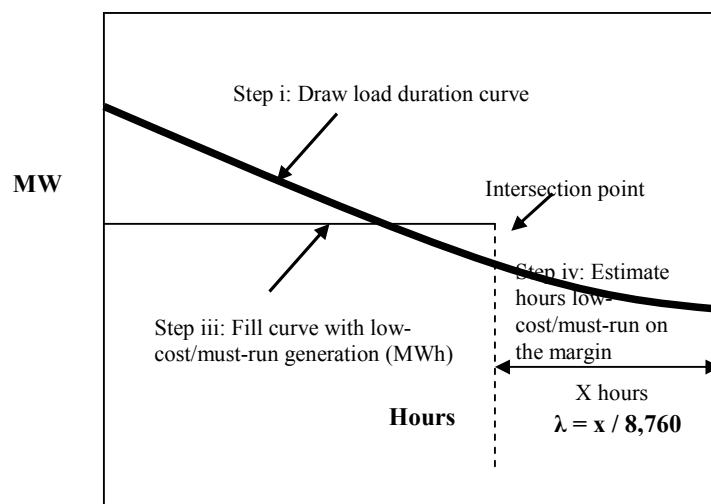 Step i: Draw load duration curve
MW
Intersection point
Step iv: Estimate
hours low-
cost/must-run on
the margin
Step iii: Fill curve with low-
cost/must-run generation (MWh)
X hours
Hours
λ = x / 8,760